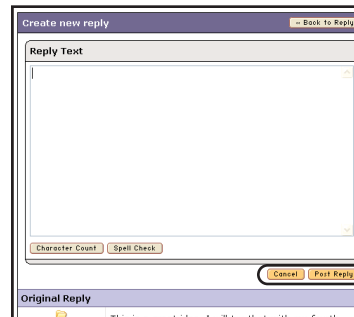 Create new reply
« Back to Reply
Reply Text
Character Count Spell Check
Cancel Post Reply
Original Reply